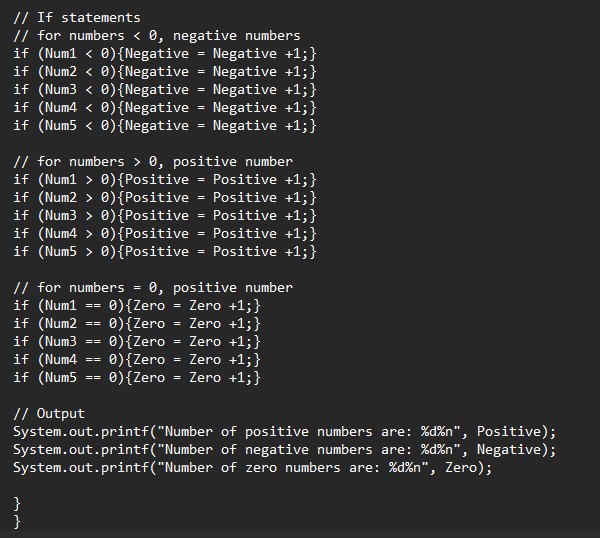 // If statements
// for numbers < 0, negative numbers
if (Num1 < 0){Negative = Negative +1;}
if (Num2 < 0){Negative = Negative +1;}
if (Num3 < 0){Negative = Negative +1;}
if (Num4 < 0){Negative = Negative +1;}
if (Num5 < 0){Negative = Negative +1;}

// for numbers > 0, positive number
if (Num1 > 0){Positive = Positive +1;}
if (Num2 > 0){Positive = Positive +1;}
if (Num3 > 0){Positive = Positive +1;}
if (Num4 > 0){Positive = Positive +1;}
if (Num5 > 0){Positive = Positive +1;}

// for numbers = 0, positive number
if (Num1 == 0){Zero = Zero +1;}
if (Num2 == 0){Zero = Zero +1;}
if (Num3 == 0){Zero = Zero +1;}
if (Num4 == 0){Zero = Zero +1;}
if (Num5 == 0){Zero = Zero +1;}

// Output
System.out.printf("Number of positive numbers are: %d%n", Positive);
System.out.printf("Number of negative numbers are: %d%n", Negative);
System.out.printf("Number of zero numbers are: %d%n", Zero);

}
}